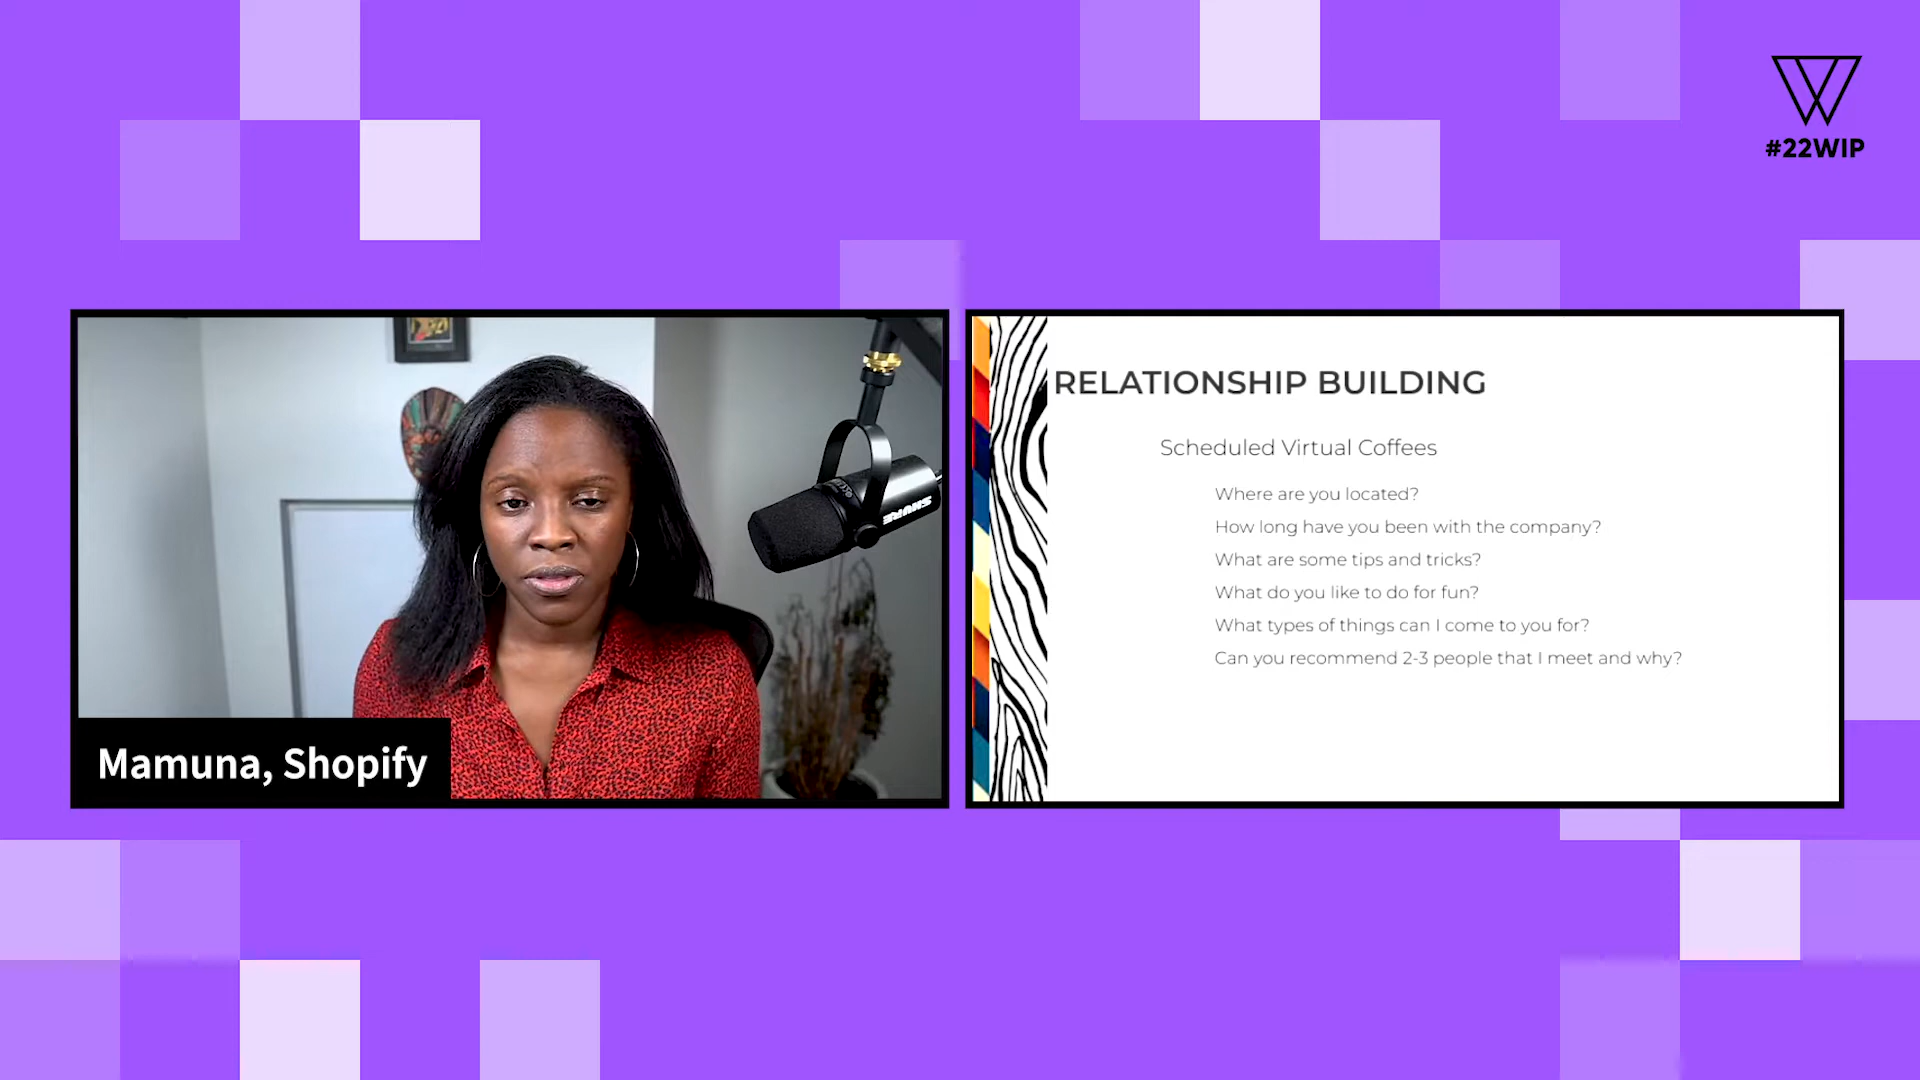 #22WIP
SHURE
Mamuna, Shopify
RELATIONSHIP BUILDING
Scheduled Virtual Coffees
Where are you located?
How long have you been with the company?
What are some tips and tricks?
What do you like to do for fun?
What types of things can I come to you for?
Can you recommend 2-3 people that I meet and why?